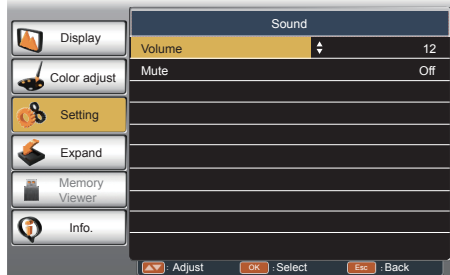 Sound
Display
Volume 12
Color adjust
Mute Off
Setting
Expand
Memory
Viewer
Info.
: Adjust OK : Select Esc : Back